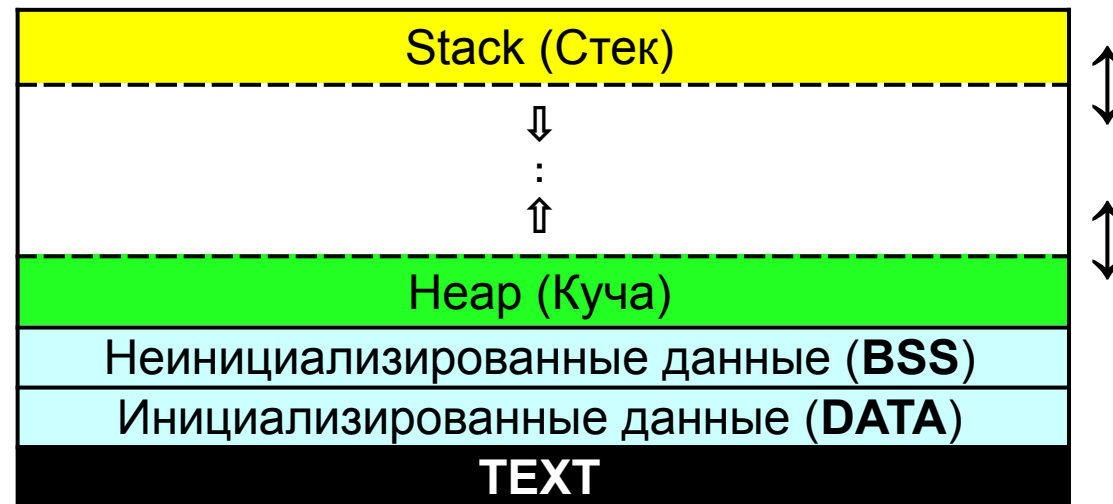 Stack (Стек)
⇩
:
⇧
Heap (Куча)
Неинициализированные данные (BSS)
Инициализированные данные (DATA)
TEXT